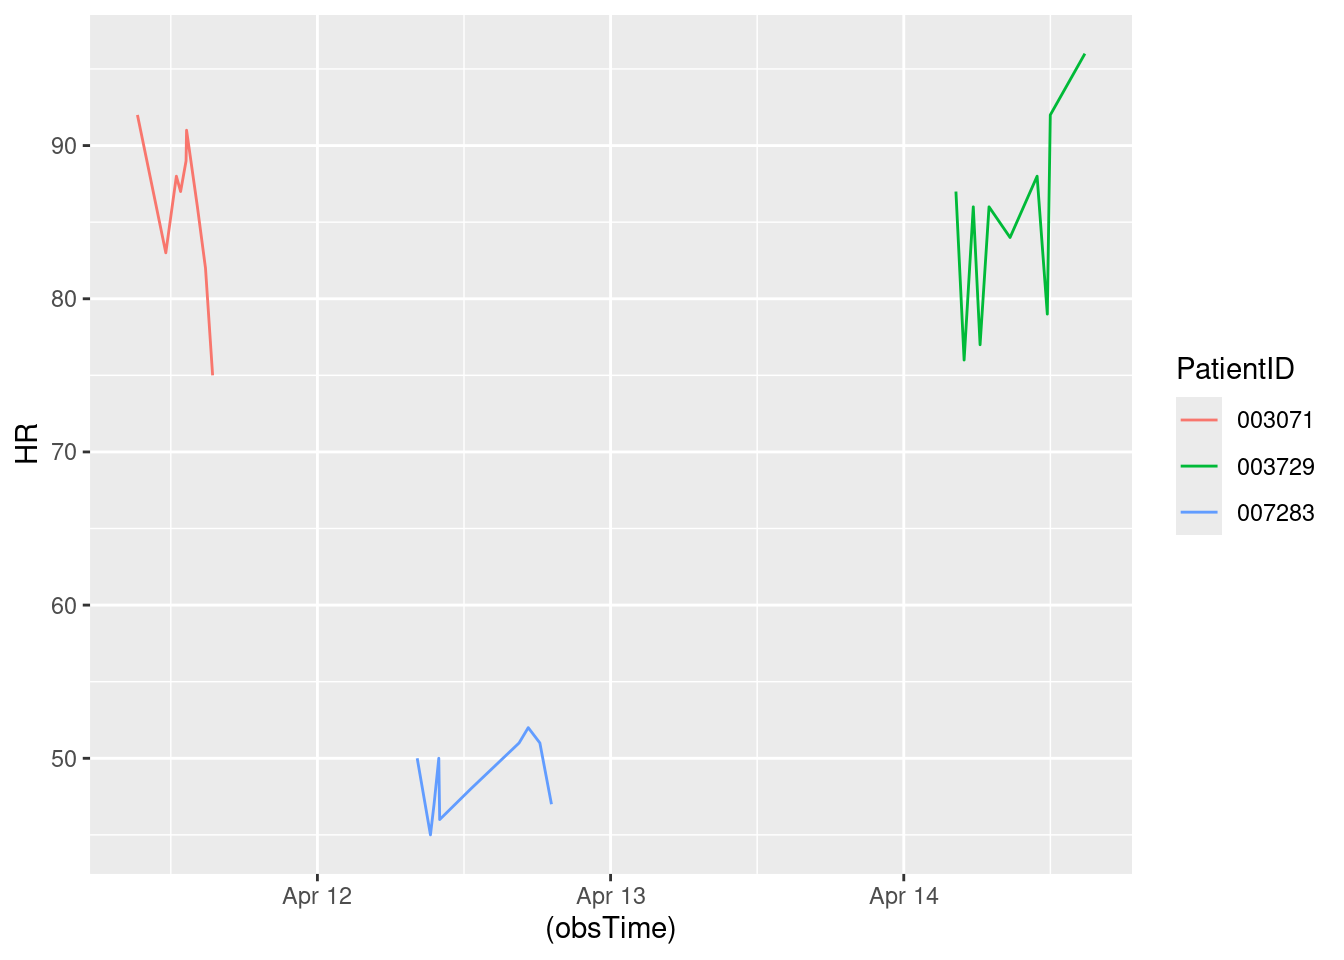 90
80
70
60
50
HR
Apr 12
Apr 13
Apr 14
(obsTime)
PatientID
003071
003729
007283